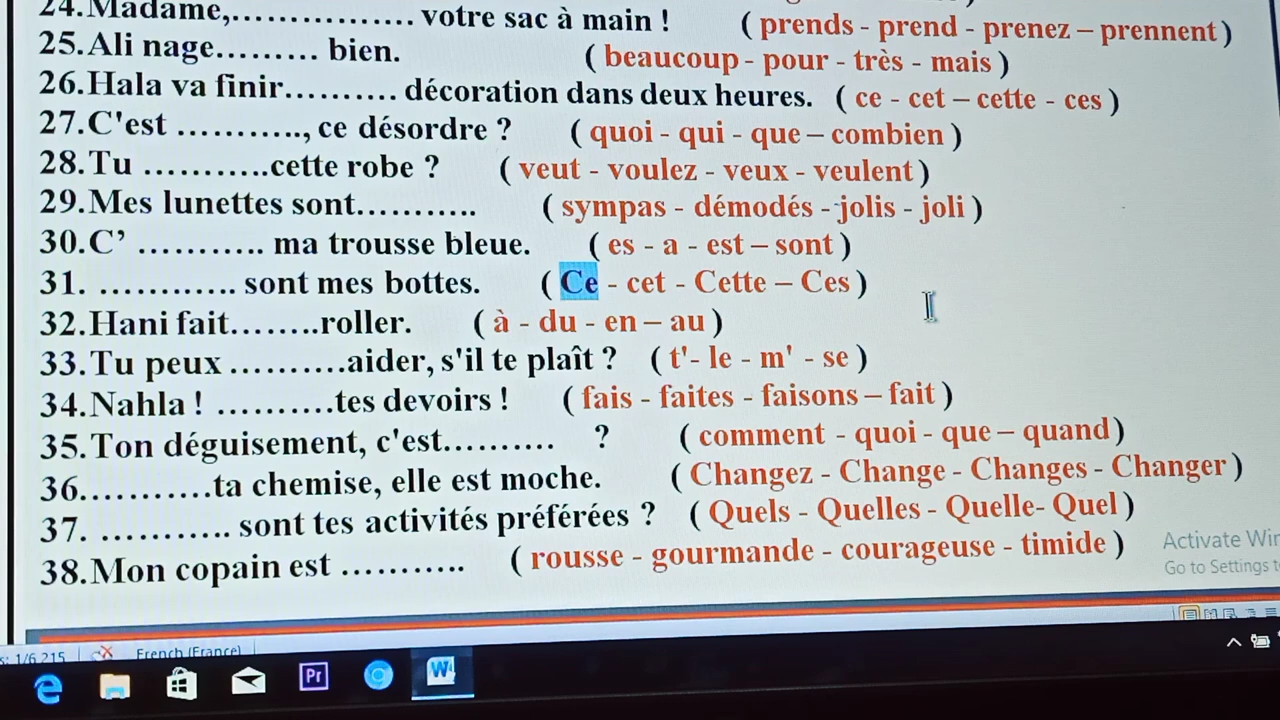 24.Madame,................ votre sac à main ! ( prends - prend - prenez – prennent )
25.Ali nage......... bien. ( beaucoup - pour - très - mais )
26.Hala va finir.......... décoration dans deux heures. ( ce - cet – cette - ces )
27.C'est ..........., ce désordre ? ( quoi - qui - que – combien )
28.Tu ...........cette robe ? ( veut - voulez - veux - veulent )
29.Mes lunettes sont........... ( sympas - démodés - jolis - joli )
30.C’ ........... ma trousse bleue. ( es - a - est – sont )
31. ............ sont mes bottes. ( Ce - cet - Cette – Ces )
32.Hani fait........roller. ( à - du - en – au )
33.Tu peux ..........aider, s'il te plaît ? ( t'- le - m' - se )
34.Nahla ! ..........tes devoirs ! ( fais - faites - faisons – fait )
35.Ton déguisement, c'est.......... ? ( comment - quoi - que – quand )
36...........ta chemise, elle est moche. ( Changez - Change - Changes - Changer )
37. ........... sont tes activités préférées ? ( Quels - Quelles - Quelle- Quel )
38.Mon copain est ........... ( rousse - gourmande - courageuse - timide )
Activate Win
Go to Settings t
s: 1/6,215 French (France)
Pr